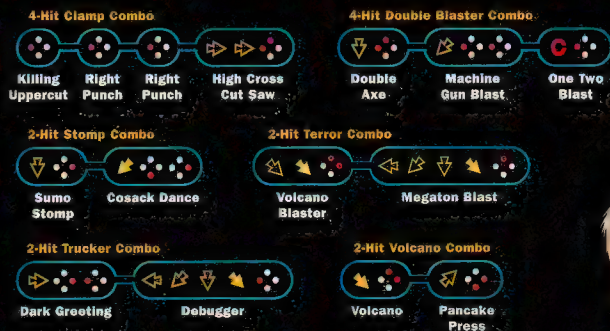 4-Hit Clamp Combo
Killing Uppercut
Right Punch
Right Punch
High Cross Cut Saw
4-Hit Double Blaster Combo
Double Axe
Machine Gun Blast
One Two Blast
2-Hit Stomp Combo
Sumo Stomp
Cosack Dance
2-Hit Terror Combo
Volcano Blaster
Megaton Blast
2-Hit Trucker Combo
Dark Greeting
Debugger
2-Hit Volcano Combo
Volcano
Pancake Press